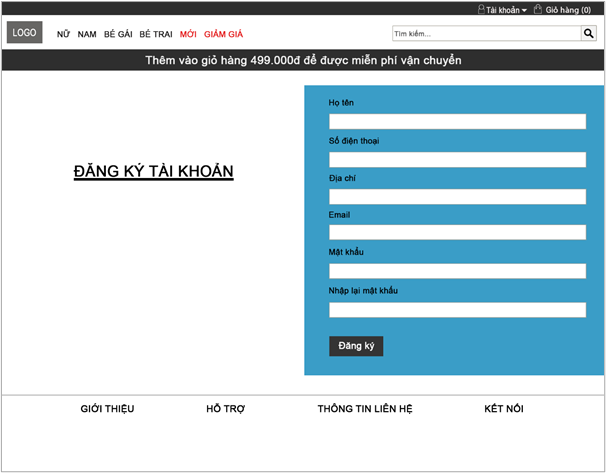 Tài khoản Giỏ hàng (0)
LOGO NỮ NAM BÉ GÁI BÉ TRAI MỚI GIẢM GIÁ Tìm kiếm...
Thêm vào giỏ hàng 499.000đ để được miễn phí vận chuyển
Họ tên
Số điện thoại
ĐĂNG KÝ TÀI KHOẢN
Địa chỉ
Email
Mật khẩu
Nhập lại mật khẩu
Đăng ký
GIỚI THIỆU HỖ TRỢ THÔNG TIN LIÊN HỆ KẾT NỐI